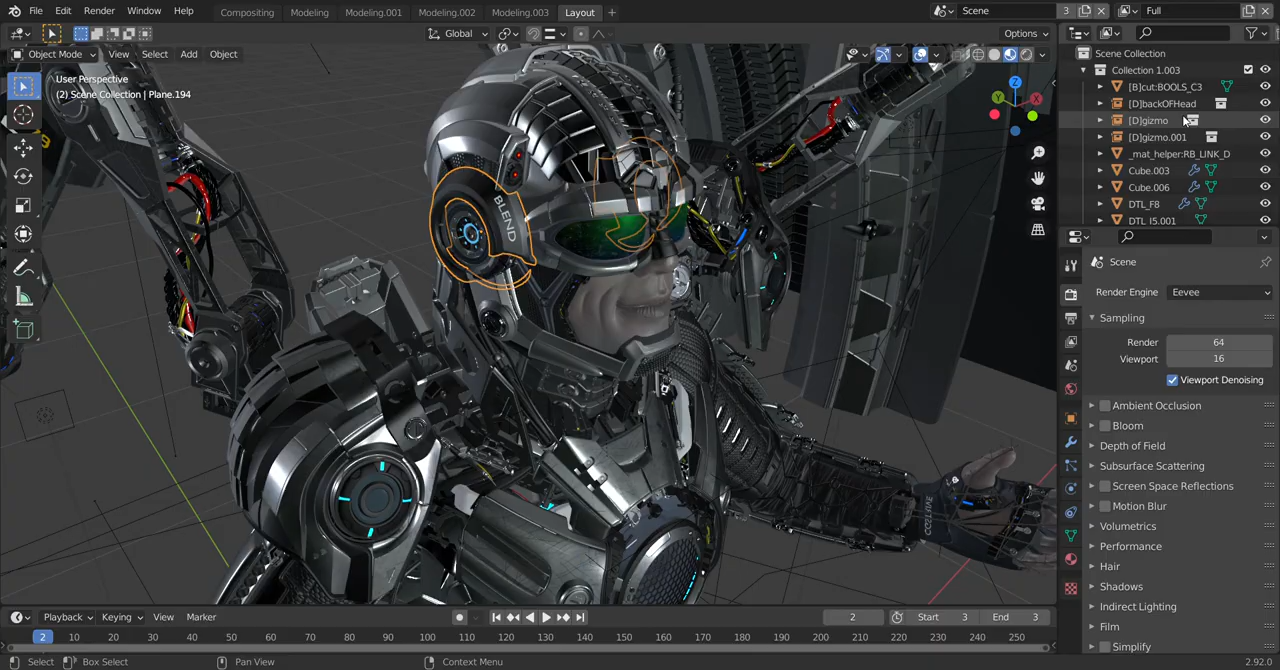 File Edit Render Window Help Compositing Modeling Modeling.001 Modeling.002 Modeling.003 Layout + Scene 3 Full
Global Options
Object Mode View Select Add Object
User Perspective
(2) Scene Collection | Plane.194
Z
Y
X
BLEND
Scene Collection
Collection 1.003
[B]cut:BOOLS_C3
[D]backOFHead
[D]gizmo
[D]gizmo.001
_mat_helper:RB_LINK_D
Cube.003
Cube.006
DTL_F8
DTL_I5.001
Scene
Render Engine Eevee
Sampling
Render 64
Viewport 16
Viewport Denoising
Ambient Occlusion
Bloom
Depth of Field
Subsurface Scattering
Screen Space Reflections
Motion Blur
Volumetrics
Performance
Hair
Shadows
Indirect Lighting
Film
Simplify
Playback Keying View Marker 2 Start 3 End 3
2 10 20 30 40 50 60 70 80 90 100 110 120 130 140 150 160 170 180 190 200 210 220 230 240 250
Select Box Select Pan View Context Menu 2.92.0